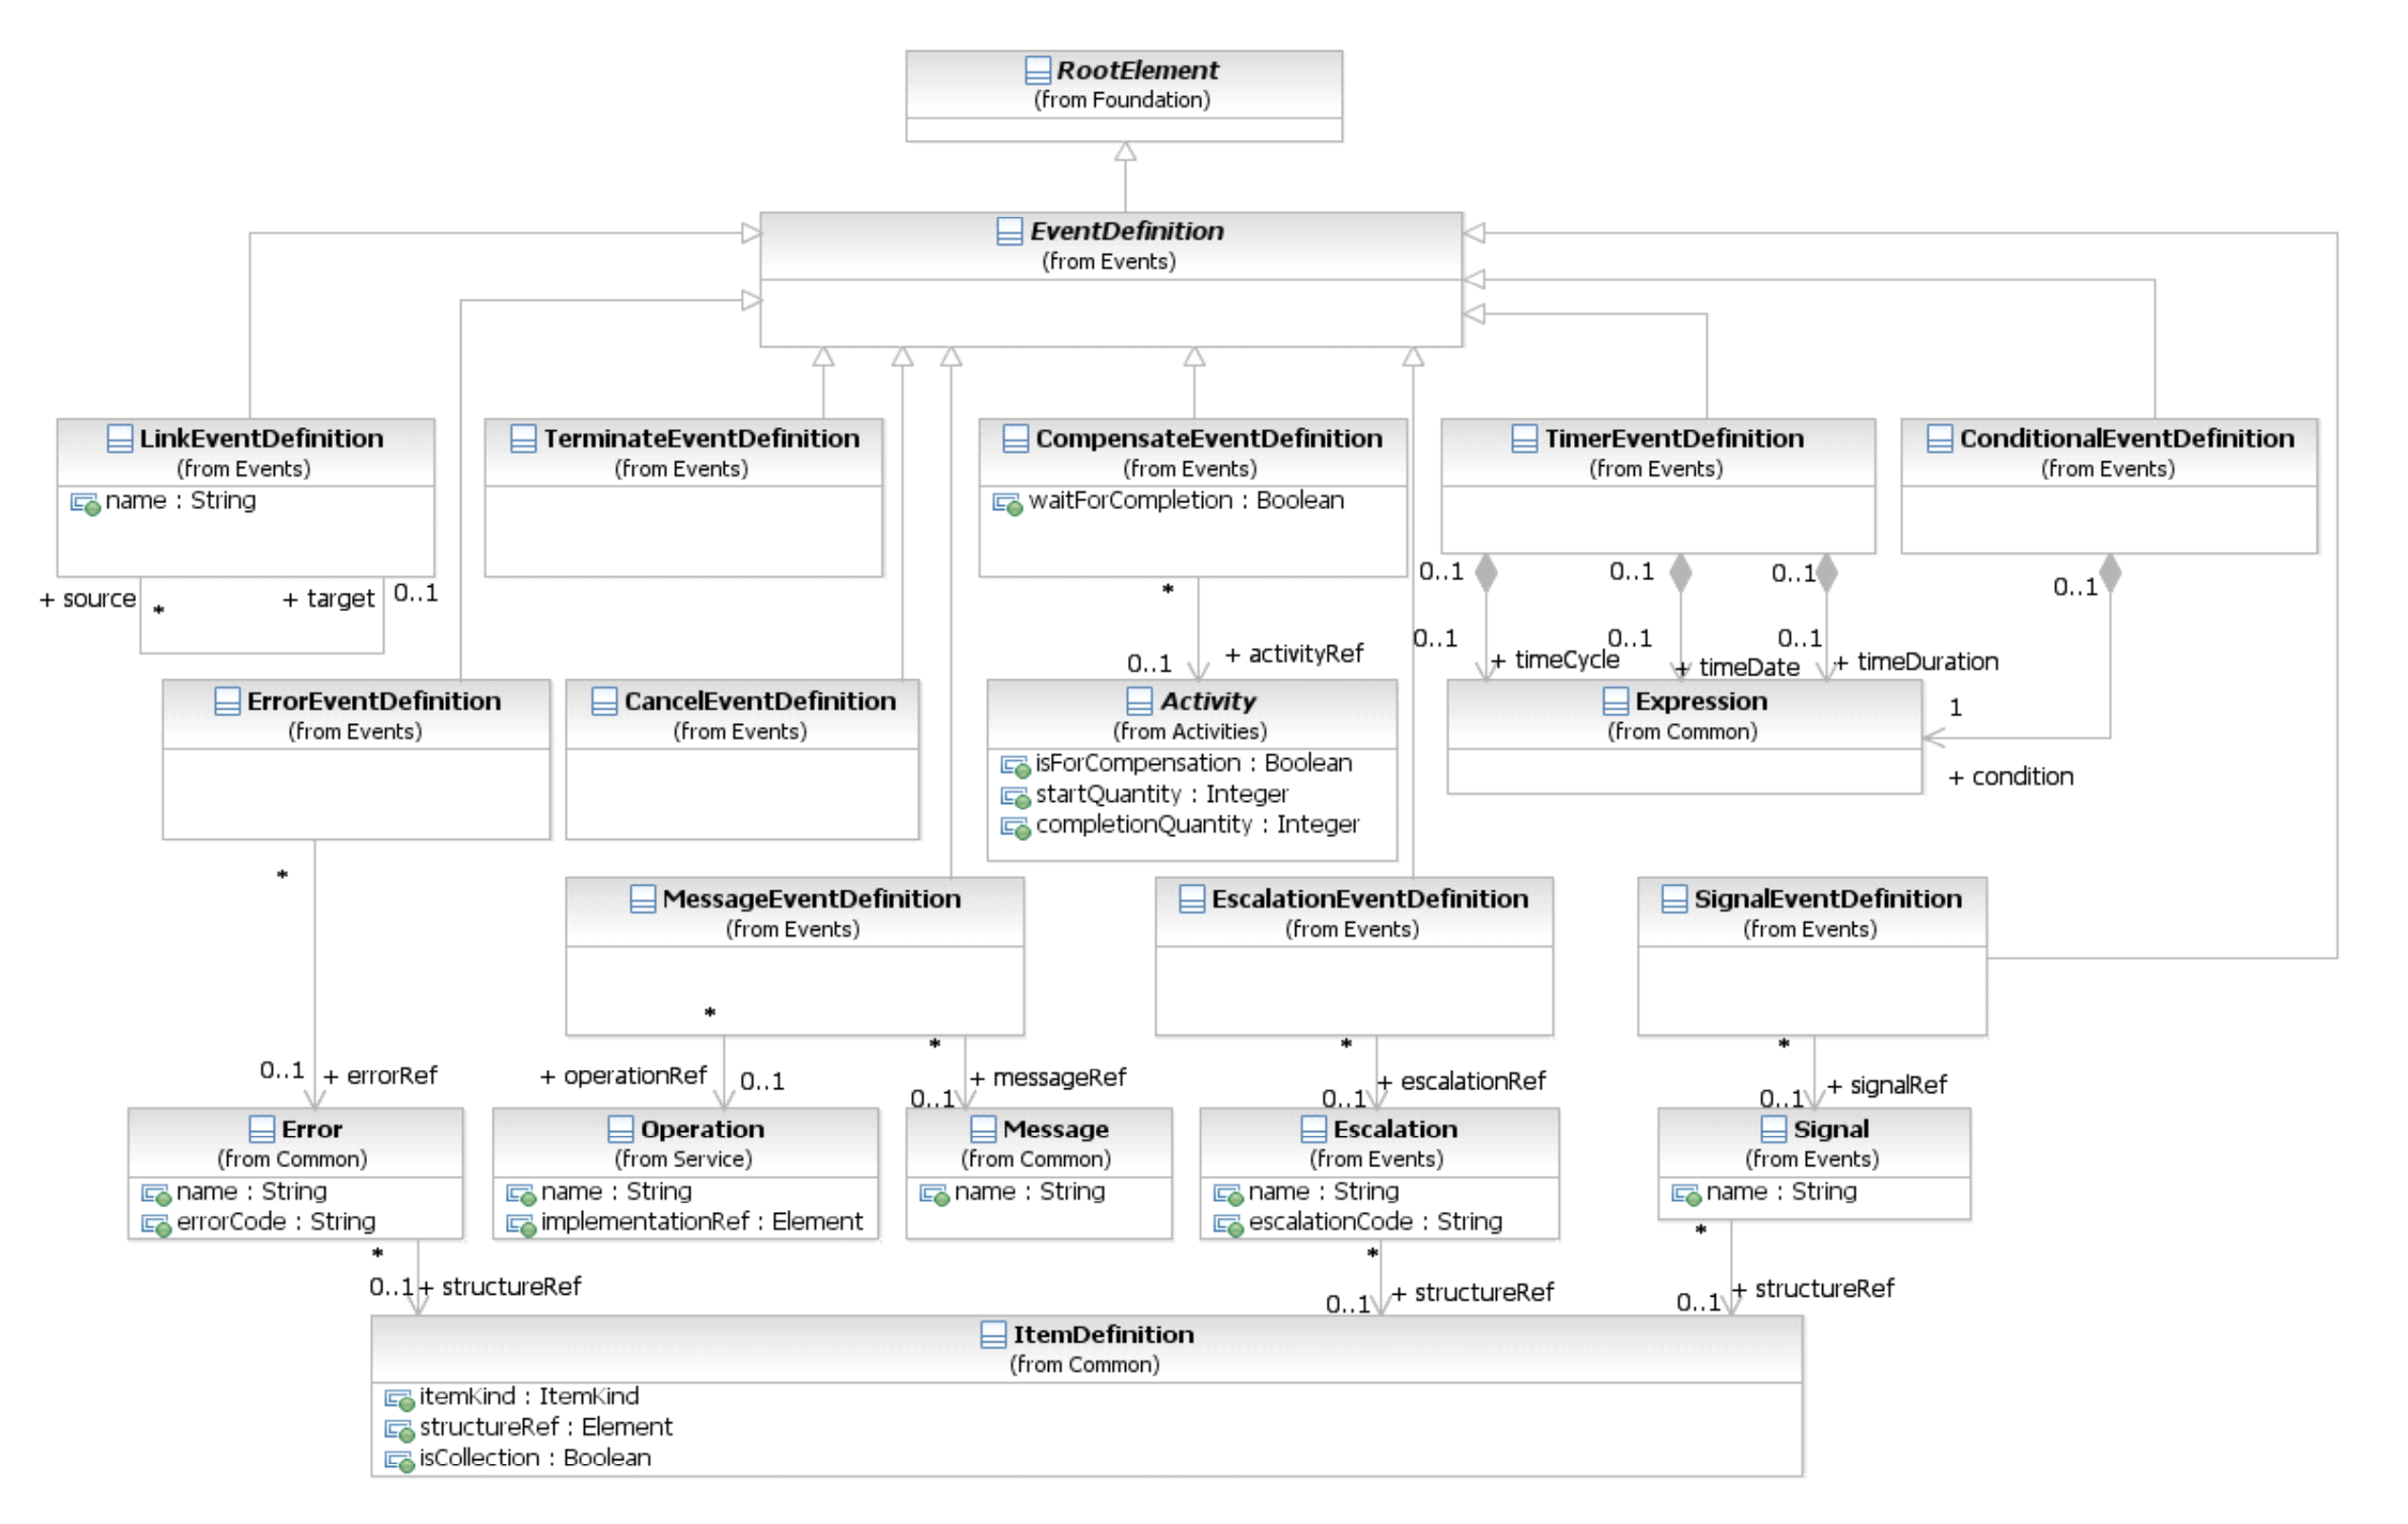 RootElement
(from Foundation)
EventDefinition
(from Events)
LinkEventDefinition
(from Events)
name : String
TerminateEventDefinition
(from Events)
CompensateEventDefinition
(from Events)
waitForCompletion : Boolean
TimerEventDefinition
(from Events)
ConditionalEventDefinition
(from Events)
+ source
*
+ target
0..1
*
0..1
+ activityRef
0..1
0..1
0..1
0..1
0..1
0..1
0..1
+ timeCycle
+ timeDate
+ timeDuration
ErrorEventDefinition
(from Events)
CancelEventDefinition
(from Events)
Activity
(from Activities)
isForCompensation : Boolean
startQuantity : Integer
completionQuantity : Integer
Expression
(from Common)
1
+ condition
*
MessageEventDefinition
(from Events)
EscalationEventDefinition
(from Events)
SignalEventDefinition
(from Events)
0..1
+ errorRef
*
+ operationRef
0..1
*
+ messageRef
0..1
*
+ escalationRef
0..1
*
+ signalRef
0..1
Error
(from Common)
name : String
errorCode : String
Operation
(from Service)
name : String
implementationRef : Element
Message
(from Common)
name : String
Escalation
(from Events)
name : String
escalationCode : String
Signal
(from Events)
name : String
*
0..1
+ structureRef
*
0..1
+ structureRef
*
0..1
+ structureRef
ItemDefinition
(from Common)
itemKind : ItemKind
structureRef : Element
isCollection : Boolean